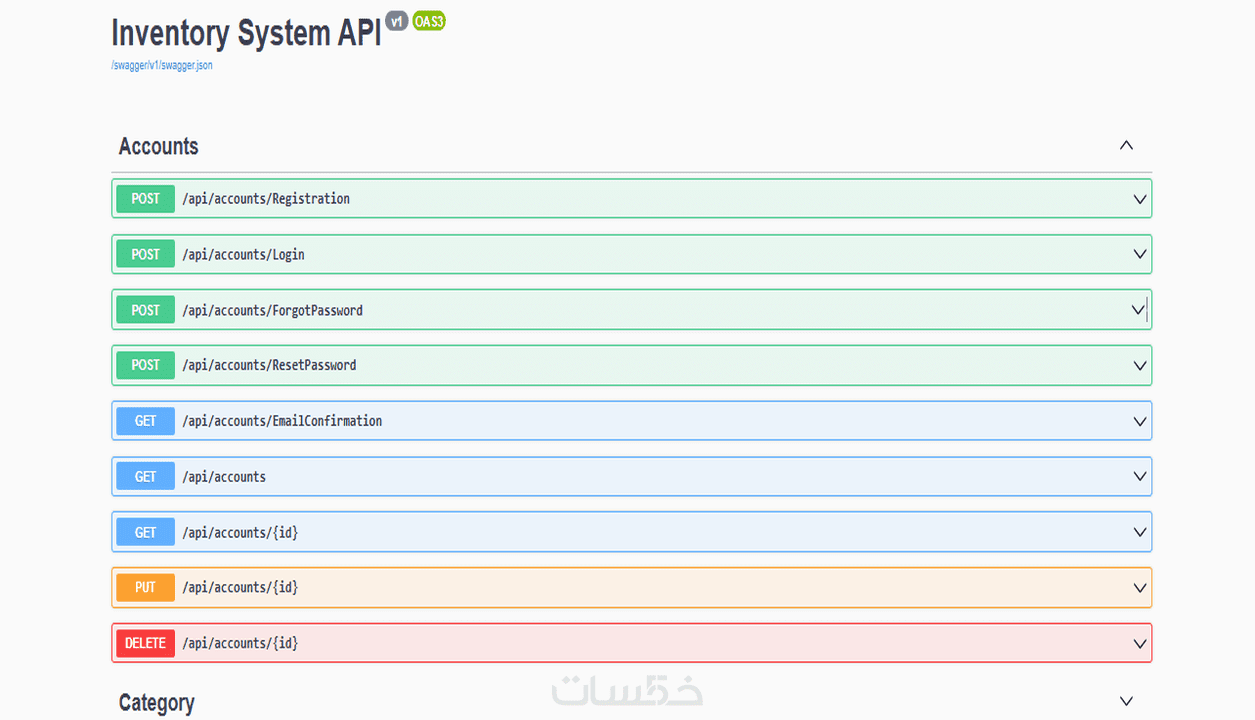 Inventory System API v1 OAS3
/swagger/v1/swagger.json
Accounts
POST /api/accounts/Registration
POST /api/accounts/Login
POST /api/accounts/ForgotPassword
POST /api/accounts/ResetPassword
GET /api/accounts/EmailConfirmation
GET /api/accounts
GET /api/accounts/{id}
PUT /api/accounts/{id}
DELETE /api/accounts/{id}
خمسات
Category